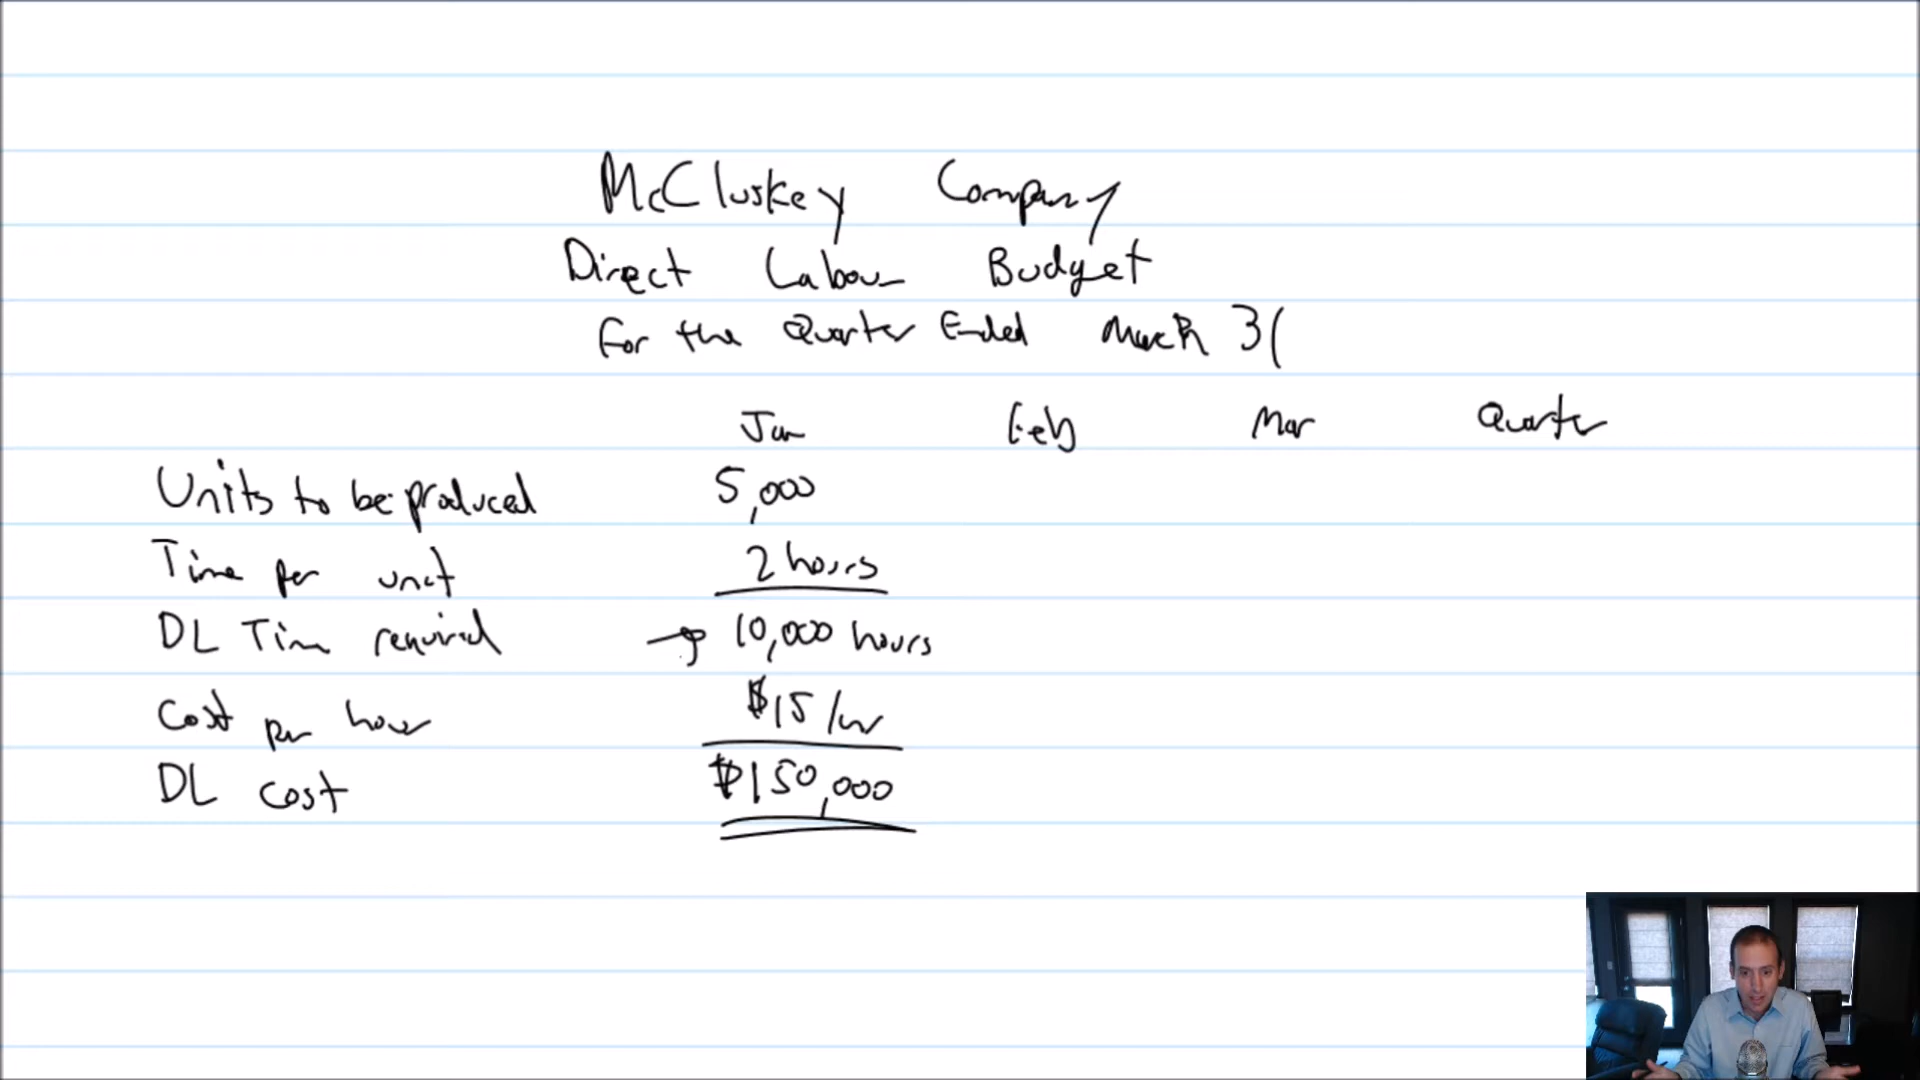 McCluskey Company
Direct Labour Budget
For the Quarter Ended March 31
Jan Feb Mar Quarter
Units to be produced 5,000
Time per unit 2 hours
DL Time required → 10,000 hours
Cost per hour $15/hr
DL cost $150,000